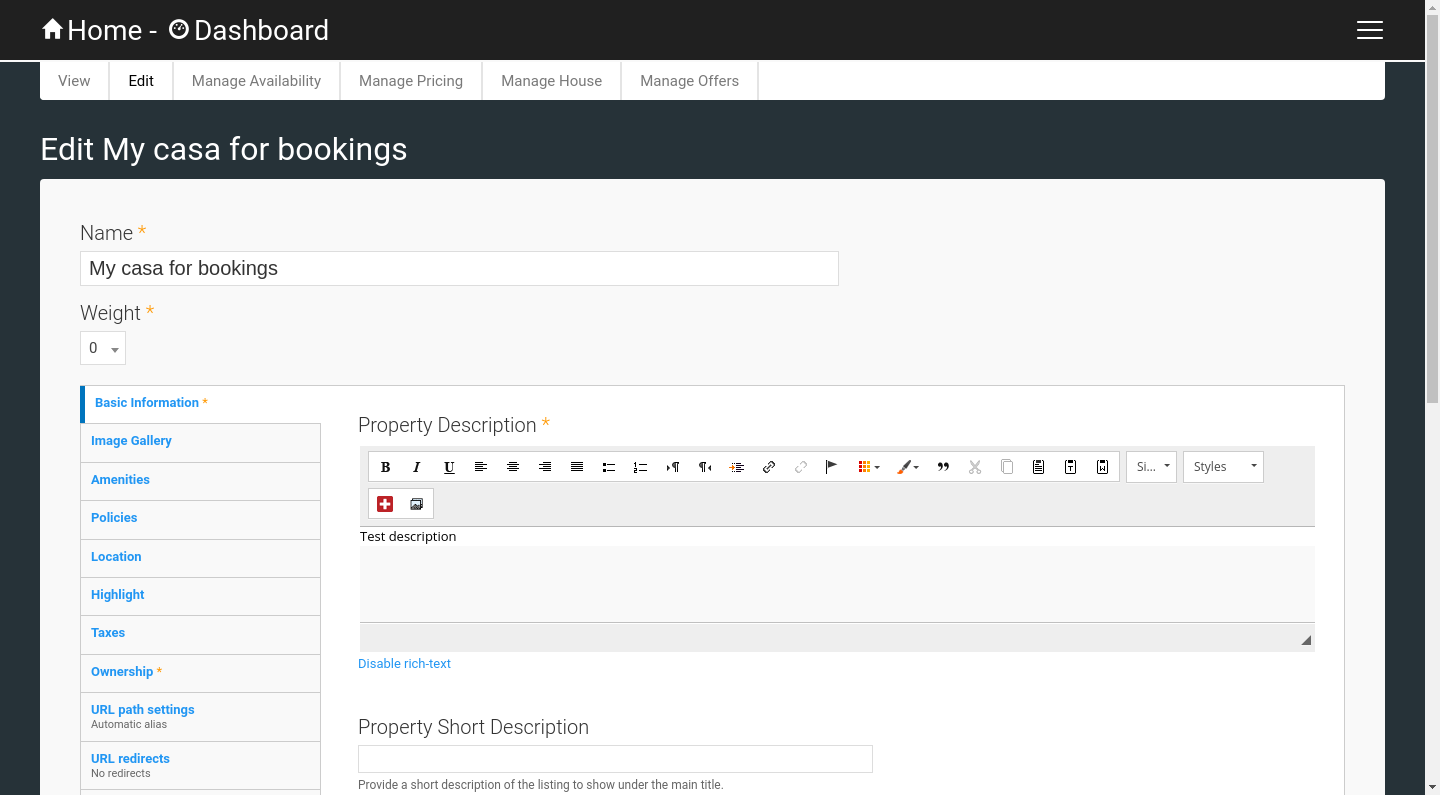 Home - Dashboard
View Edit Manage Availability Manage Pricing Manage House Manage Offers
Edit My casa for bookings
Name *
My casa for bookings
Weight *
0
Basic Information *
Image Gallery
Amenities
Policies
Location
Highlight
Taxes
Ownership *
URL path settings
Automatic alias
URL redirects
No redirects
Property Description *
B I U Si... Styles
Test description
Disable rich-text
Property Short Description
Provide a short description of the listing to show under the main title.